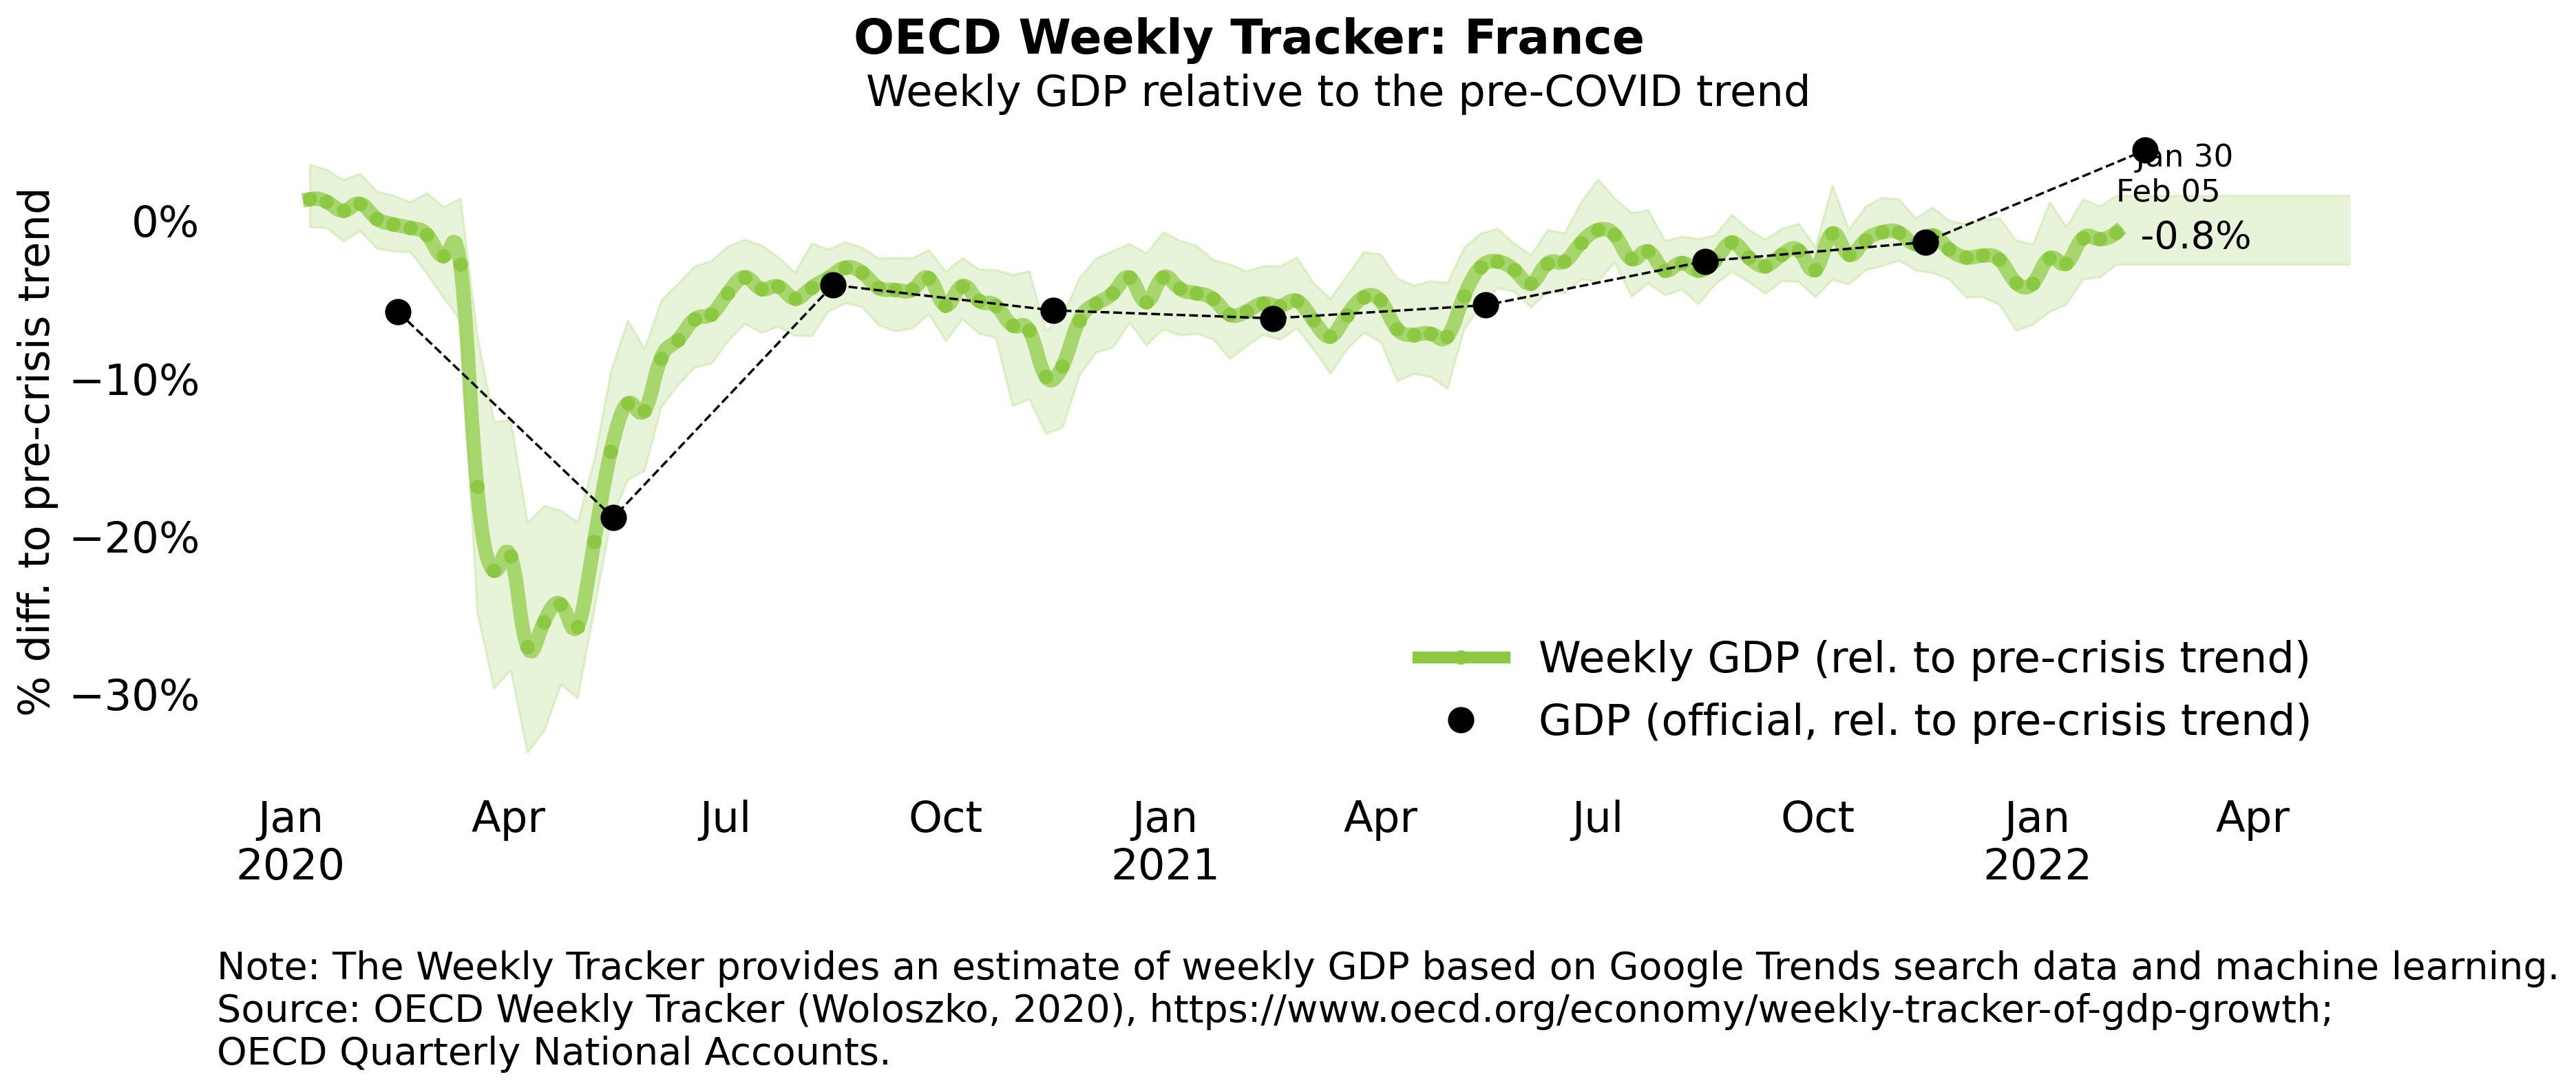 OECD Weekly Tracker: France
Weekly GDP relative to the pre-COVID trend
% diff. to pre-crisis trend
0%
−10%
−20%
−30%
Jan 30
Feb 05
-0.8%
Weekly GDP (rel. to pre-crisis trend)
GDP (official, rel. to pre-crisis trend)
Jan Apr Jul Oct Jan Apr Jul Oct Jan Apr
2020 2021 2022
Note: The Weekly Tracker provides an estimate of weekly GDP based on Google Trends search data and machine learning.
Source: OECD Weekly Tracker (Woloszko, 2020), https://www.oecd.org/economy/weekly-tracker-of-gdp-growth;
OECD Quarterly National Accounts.